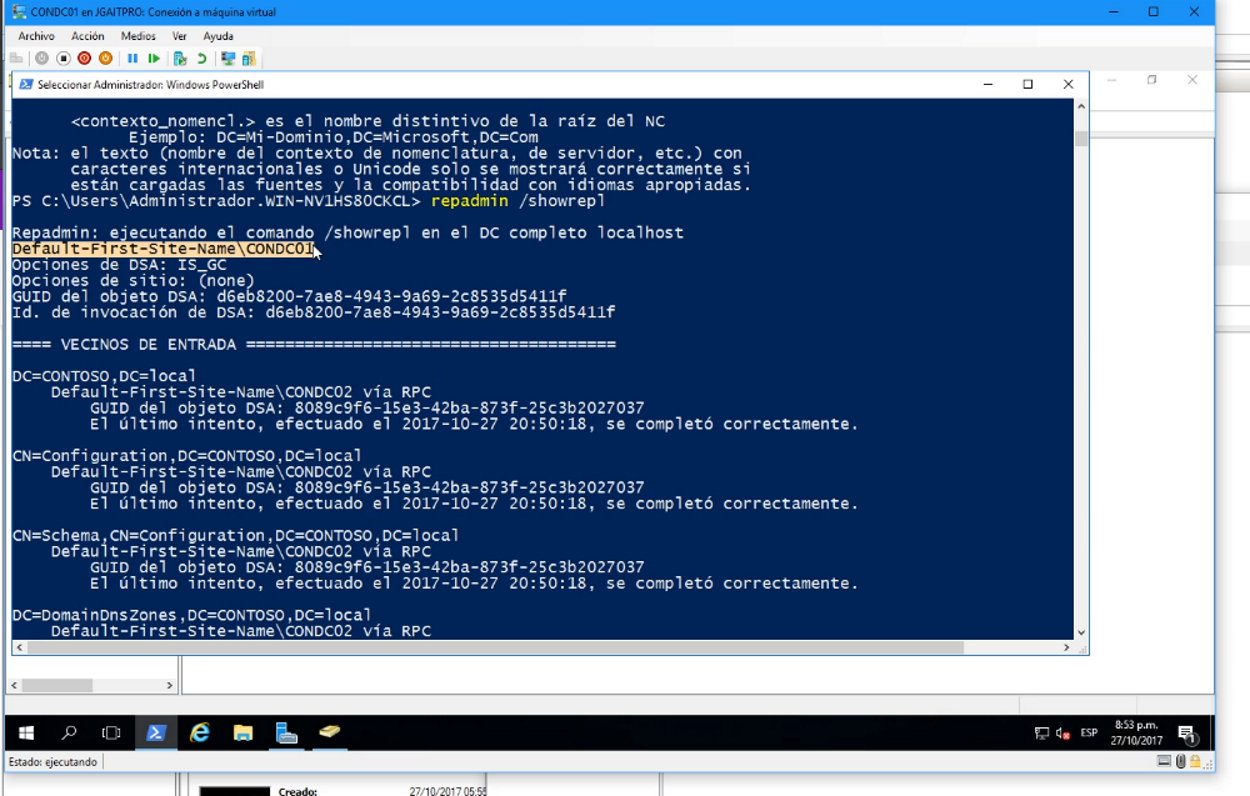 CONDC01 en JGAITPRO: Conexión a máquina virtual
Archivo Acción Medios Ver Ayuda
Seleccionar Administrador: Windows PowerShell
<contexto_nomencl.> es el nombre distintivo de la raíz del NC
Ejemplo: DC=Mi-Dominio,DC=Microsoft,DC=Com
Nota: el texto (nombre del contexto de nomenclatura, de servidor, etc.) con
caracteres internacionales o Unicode solo se mostrará correctamente si
están cargadas las fuentes y la compatibilidad con idiomas apropiadas.
PS C:\Users\Administrador.WIN-NV1HS8OCKCL> repadmin /showrepl
Repadmin: ejecutando el comando /showrepl en el DC completo localhost
Default-First-Site-Name\CONDC01
Opciones de DSA: IS_GC
Opciones de sitio: (none)
GUID del objeto DSA: d6eb8200-7ae8-4943-9a69-2c8535d5411f
Id. de invocación de DSA: d6eb8200-7ae8-4943-9a69-2c8535d5411f
==== VECINOS DE ENTRADA ======================================
DC=CONTOSO,DC=local
Default-First-Site-Name\CONDC02 vía RPC
GUID del objeto DSA: 8089c9f6-15e3-42ba-873f-25c3b2027037
El último intento, efectuado el 2017-10-27 20:50:18, se completó correctamente.
CN=Configuration,DC=CONTOSO,DC=local
Default-First-Site-Name\CONDC02 vía RPC
GUID del objeto DSA: 8089c9f6-15e3-42ba-873f-25c3b2027037
El último intento, efectuado el 2017-10-27 20:50:18, se completó correctamente.
CN=Schema,CN=Configuration,DC=CONTOSO,DC=local
Default-First-Site-Name\CONDC02 vía RPC
GUID del objeto DSA: 8089c9f6-15e3-42ba-873f-25c3b2027037
El último intento, efectuado el 2017-10-27 20:50:18, se completó correctamente.
DC=DomainDnsZones,DC=CONTOSO,DC=local
Default-First-Site-Name\CONDC02 vía RPC
ESP
8:53 p.m.
27/10/2017
1
Estado: ejecutando
Creado: 27/10/2017 05:55